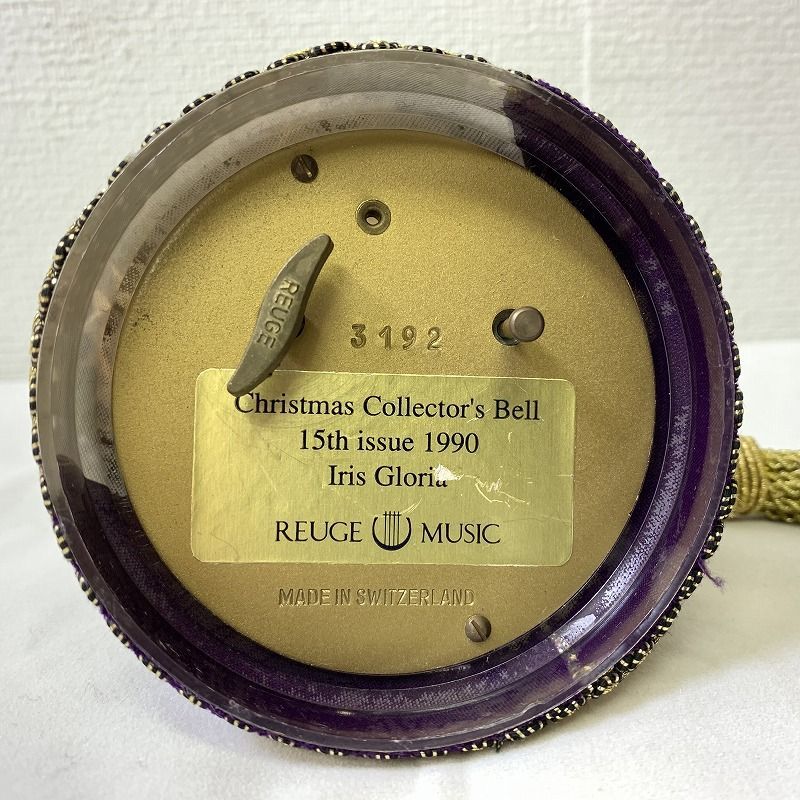 REUGE
3192
Christmas Collector's Bell
15th issue 1990
Iris Gloria
REUGE MUSIC
MADE IN SWITZERLAND